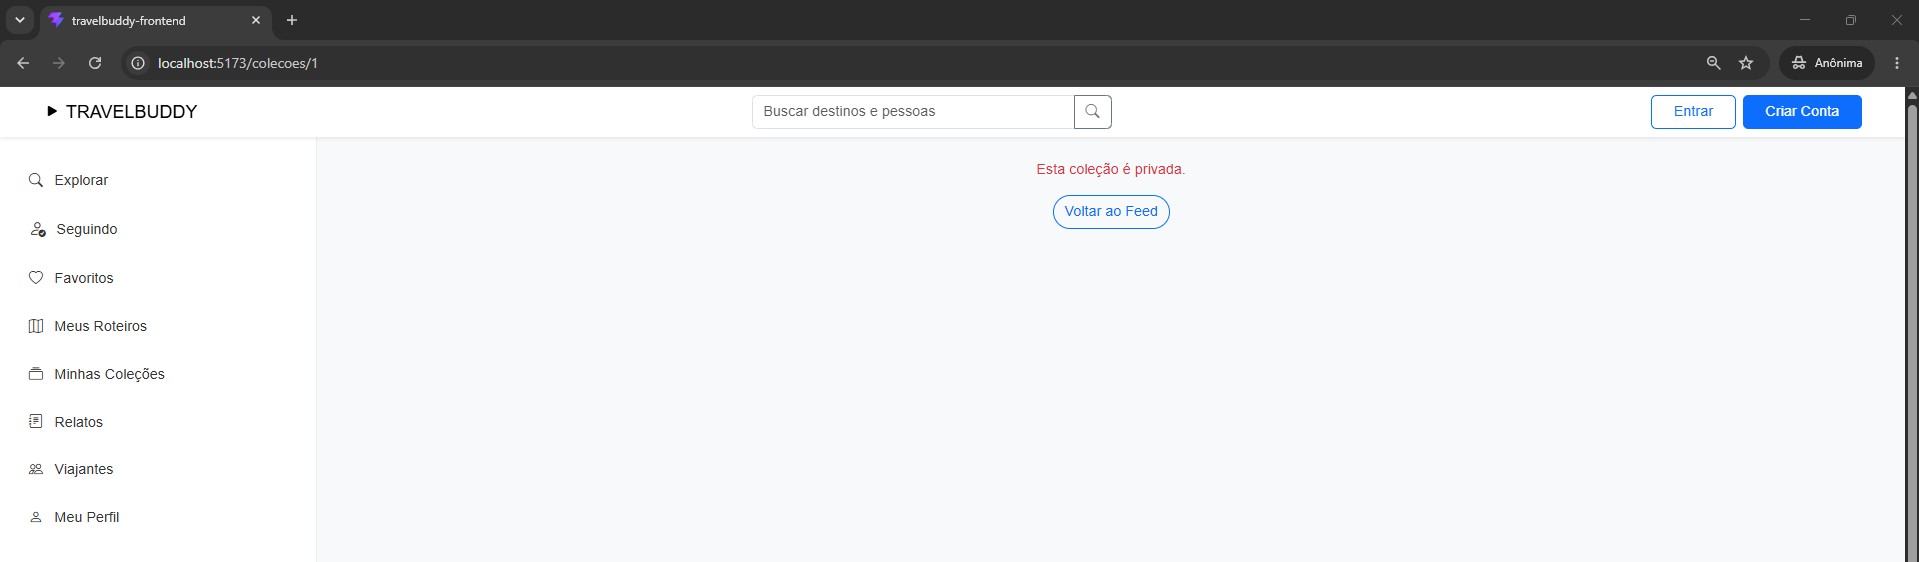 travelbuddy-frontend
localhost:5173/colecoes/1
Anônima
TRAVELBUDDY
Buscar destinos e pessoas
Entrar
Criar Conta
Explorar
Seguindo
Favoritos
Meus Roteiros
Minhas Coleções
Relatos
Viajantes
Meu Perfil
Esta coleção é privada.
Voltar ao Feed